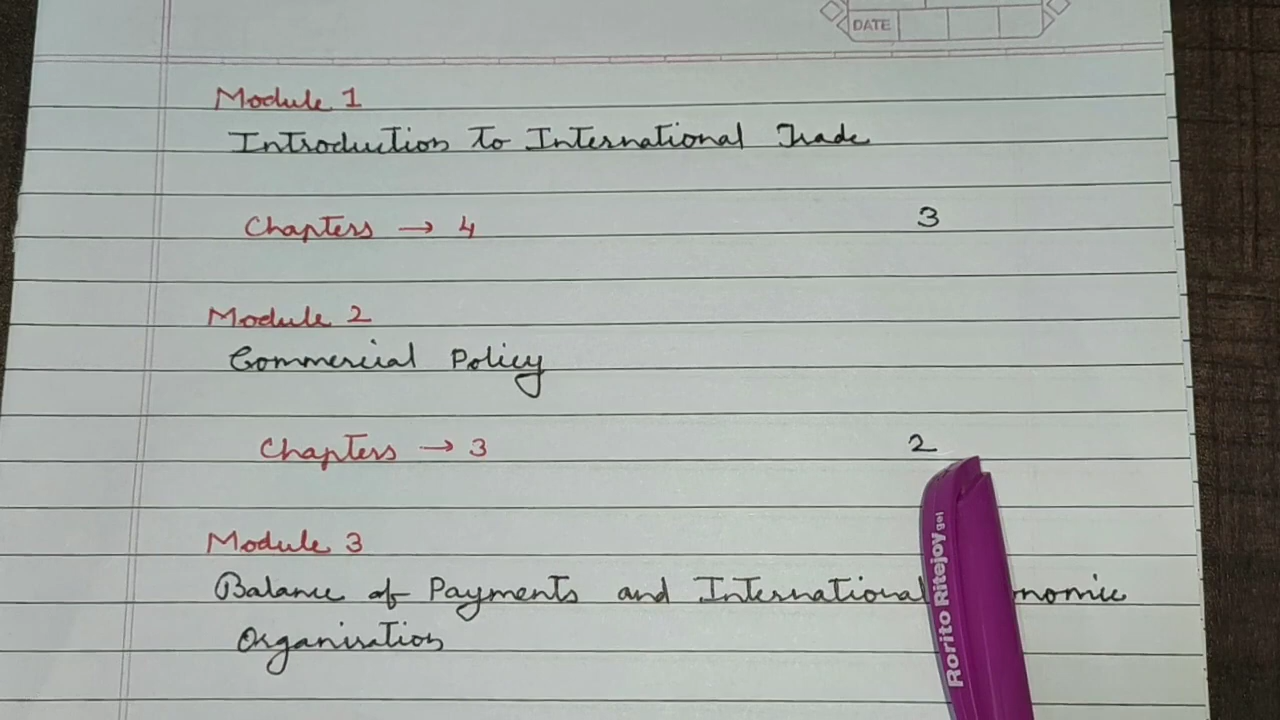 DATE
Module 1
Introduction to International Trade
Chapters → 4 3
Module 2
Commercial Policy
Chapters → 3 2
Module 3
Balance of Payments and International
Organisation
Rorito Ritejoy gel